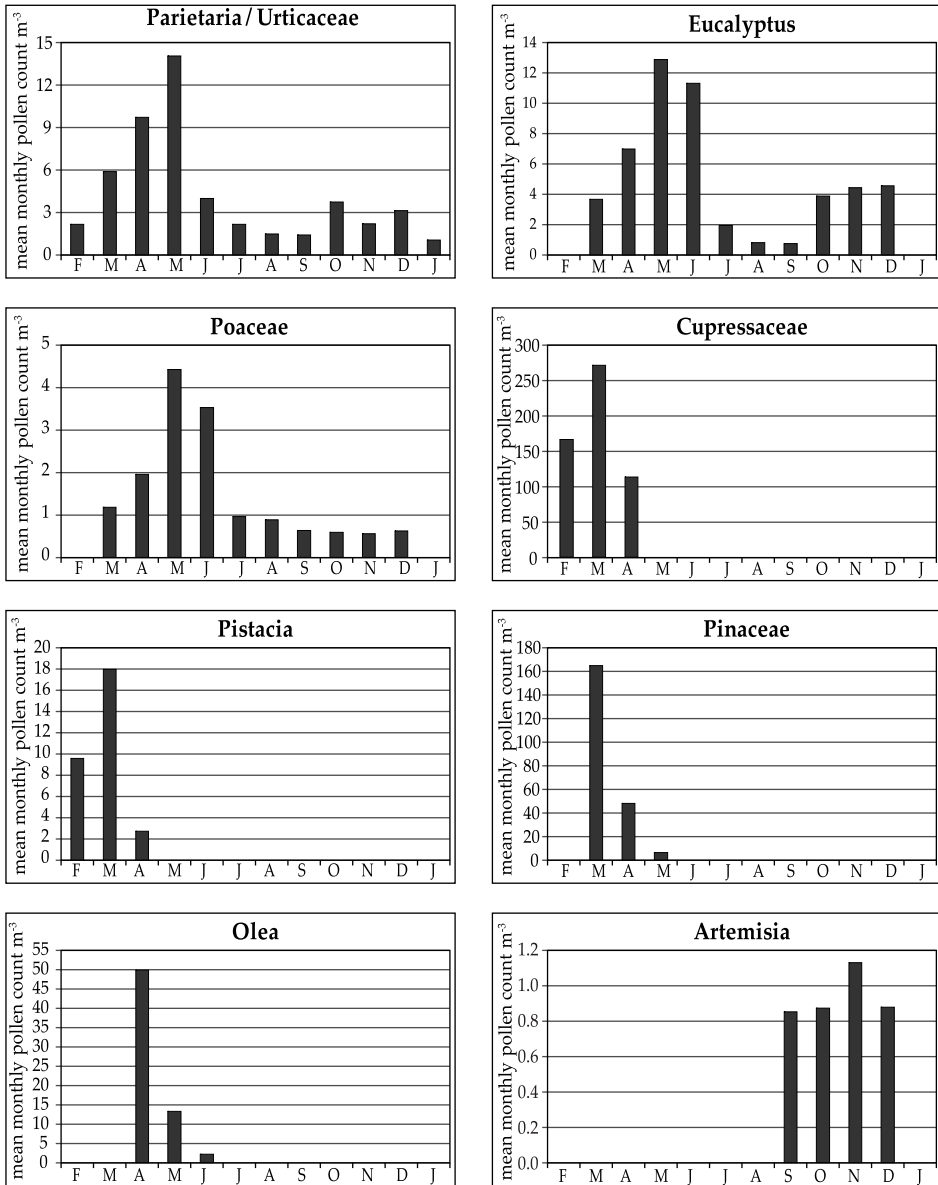 Parietaria / Urticaceae
mean monthly pollen count m-3
15
12
9
6
3
0
F M A M J J A S O N D J
Eucalyptus
mean monthly pollen count m-3
14
12
10
8
6
4
2
0
F M A M J J A S O N D J
Poaceae
mean monthly pollen count m-3
5
4
3
2
1
0
F M A M J J A S O N D J
Cupressaceae
mean monthly pollen count m-3
300
250
200
150
100
50
0
F M A M J J A S O N D J
Pistacia
mean monthly pollen count m-3
20
18
16
14
12
10
8
6
4
2
0
F M A M J J A S O N D J
Pinaceae
mean monthly pollen count m-3
180
160
140
120
100
80
60
40
20
0
F M A M J J A S O N D J
Olea
mean monthly pollen count m-3
55
50
45
40
35
30
25
20
15
10
5
0
F M A M J J A S O N D J
Artemisia
mean monthly pollen count m-3
1.2
1.0
0.8
0.6
0.4
0.2
0.0
F M A M J J A S O N D J